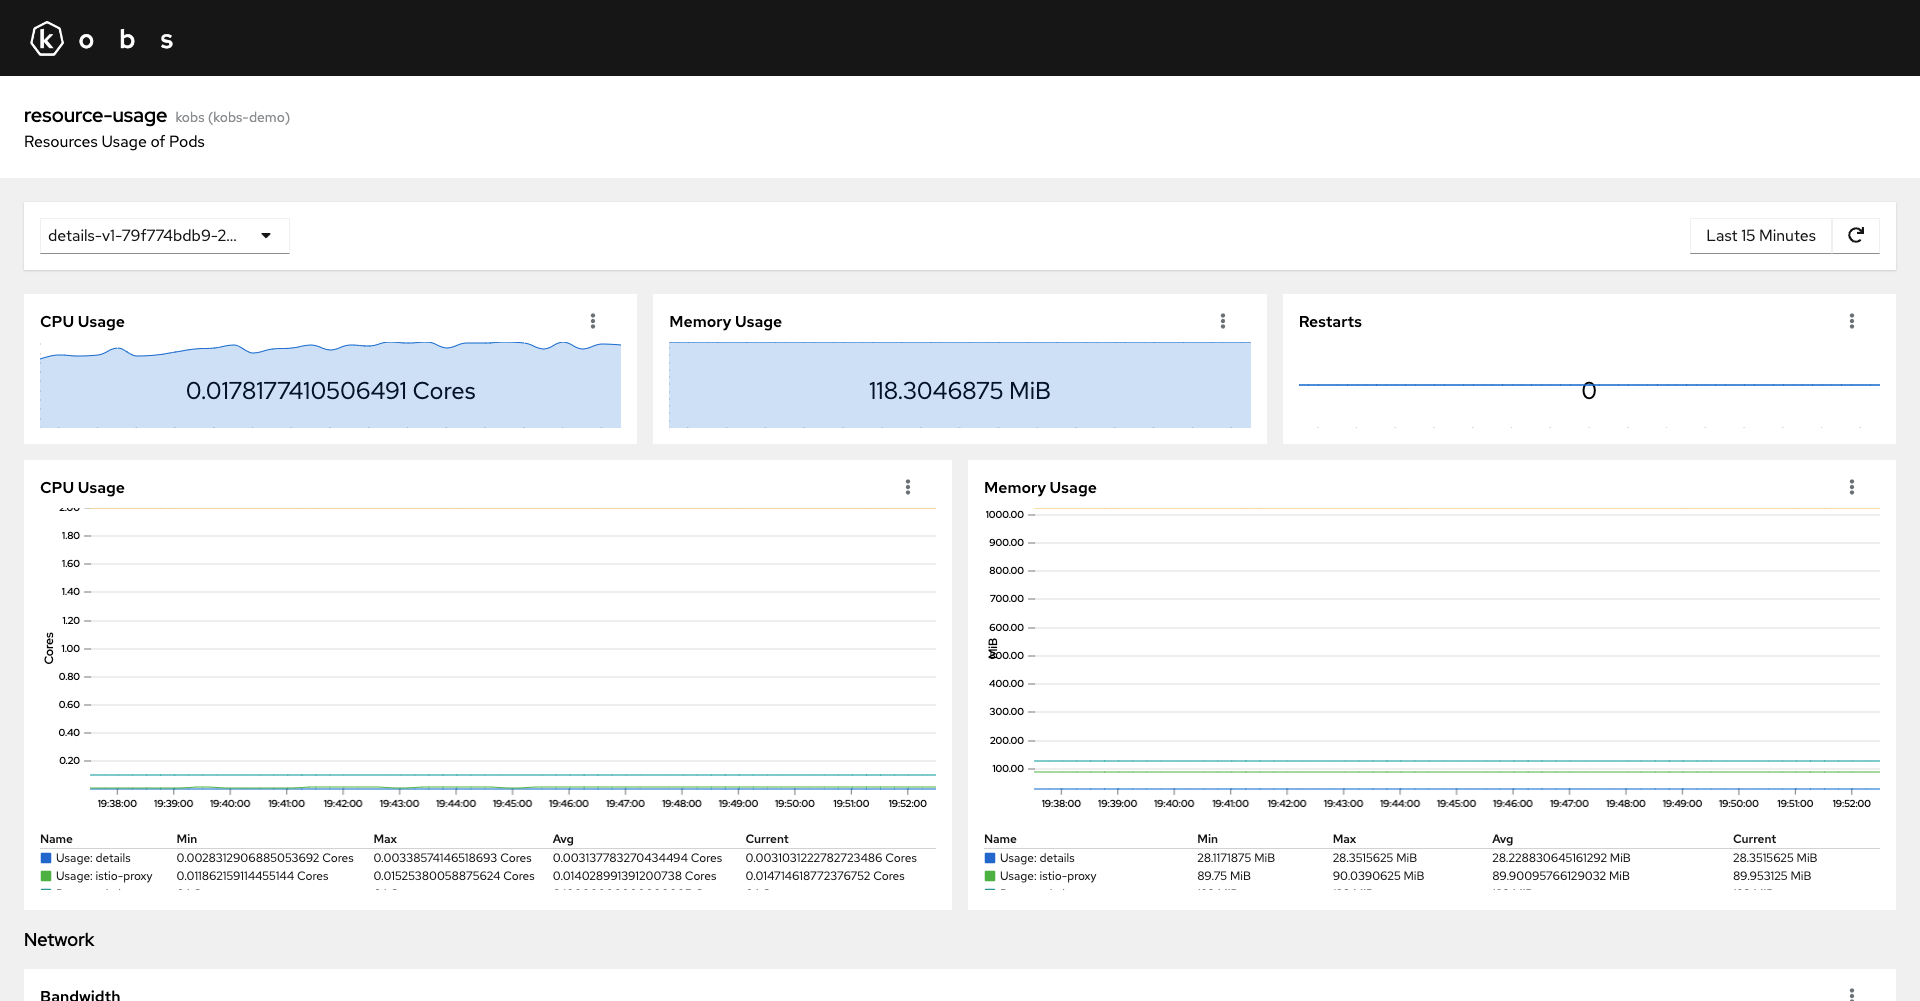 k o b s
resource-usage kobs (kobs-demo)
Resources Usage of Pods
details-v1-79f774bdb9-2...
Last 15 Minutes
CPU Usage
0.0178177410506491 Cores
Memory Usage
118.3046875 MiB
Restarts
0
CPU Usage
2.00
1.80
1.60
1.40
1.20
1.00
0.80
0.60
0.40
0.20
Cores
19:38:00 19:39:00 19:40:00 19:41:00 19:42:00 19:43:00 19:44:00 19:45:00 19:46:00 19:47:00 19:48:00 19:49:00 19:50:00 19:51:00 19:52:00
Name Min Max Avg Current
Usage: details 0.0028312906885053692 Cores 0.00338574146518693 Cores 0.003137783270434494 Cores 0.0031031222782723486 Cores
Usage: istio-proxy 0.011862159114455144 Cores 0.01525380058875624 Cores 0.014028991391200738 Cores 0.014714618772376752 Cores
Memory Usage
1000.00
900.00
800.00
700.00
600.00
500.00
400.00
300.00
200.00
100.00
MiB
19:38:00 19:39:00 19:40:00 19:41:00 19:42:00 19:43:00 19:44:00 19:45:00 19:46:00 19:47:00 19:48:00 19:49:00 19:50:00 19:51:00 19:52:00
Name Min Max Avg Current
Usage: details 28.1171875 MiB 28.3515625 MiB 28.228830645161292 MiB 28.3515625 MiB
Usage: istio-proxy 89.75 MiB 90.0390625 MiB 89.90095766129032 MiB 89.953125 MiB
Network
Bandwidth